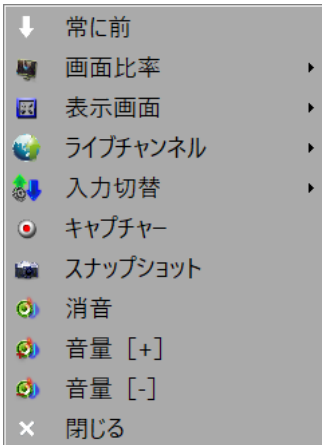 常に前
画面比率
表示画面
ライブチャンネル
入力切替
キャプチャー
スナップショット
消音
音量 [+]
音量 [-]
閉じる